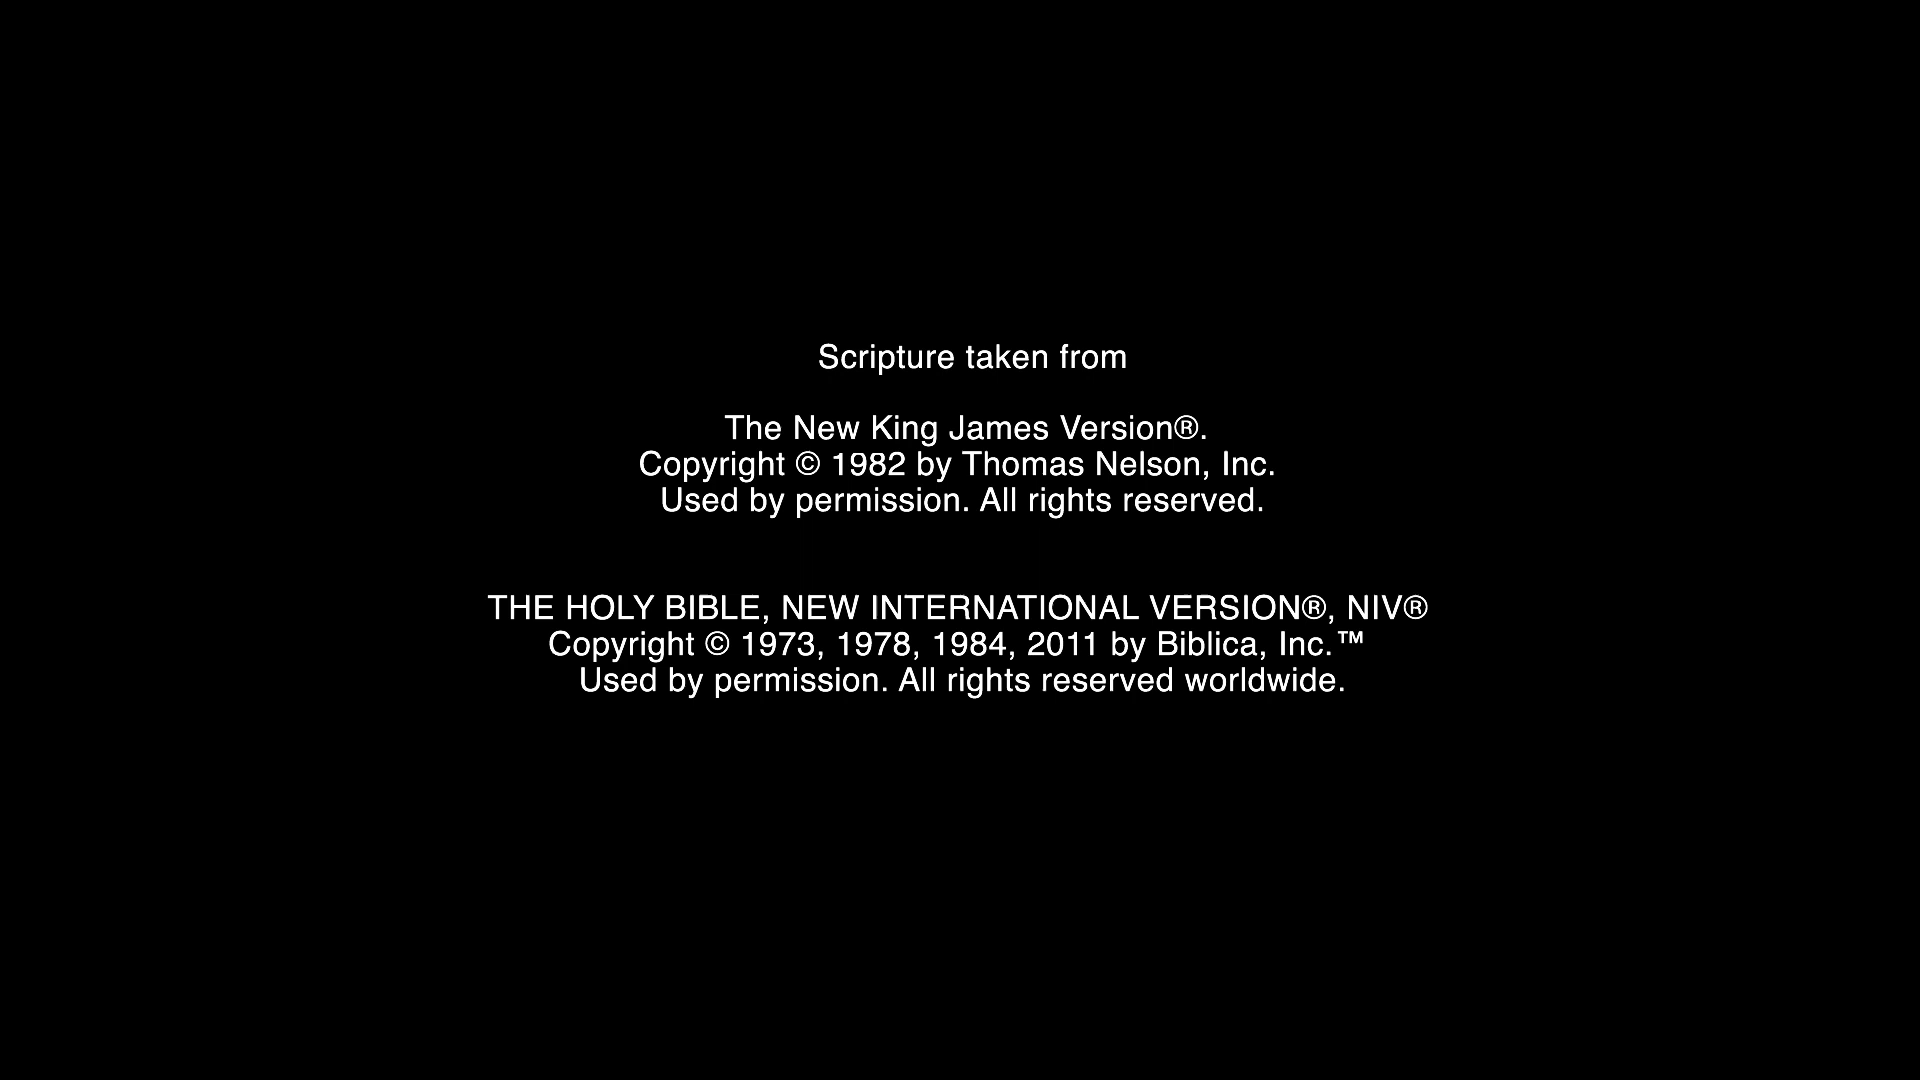 Scripture taken from
The New King James Version®.
Copyright © 1982 by Thomas Nelson, Inc.
Used by permission. All rights reserved.
THE HOLY BIBLE, NEW INTERNATIONAL VERSION®, NIV®
Copyright © 1973, 1978, 1984, 2011 by Biblica, Inc.™
Used by permission. All rights reserved worldwide.